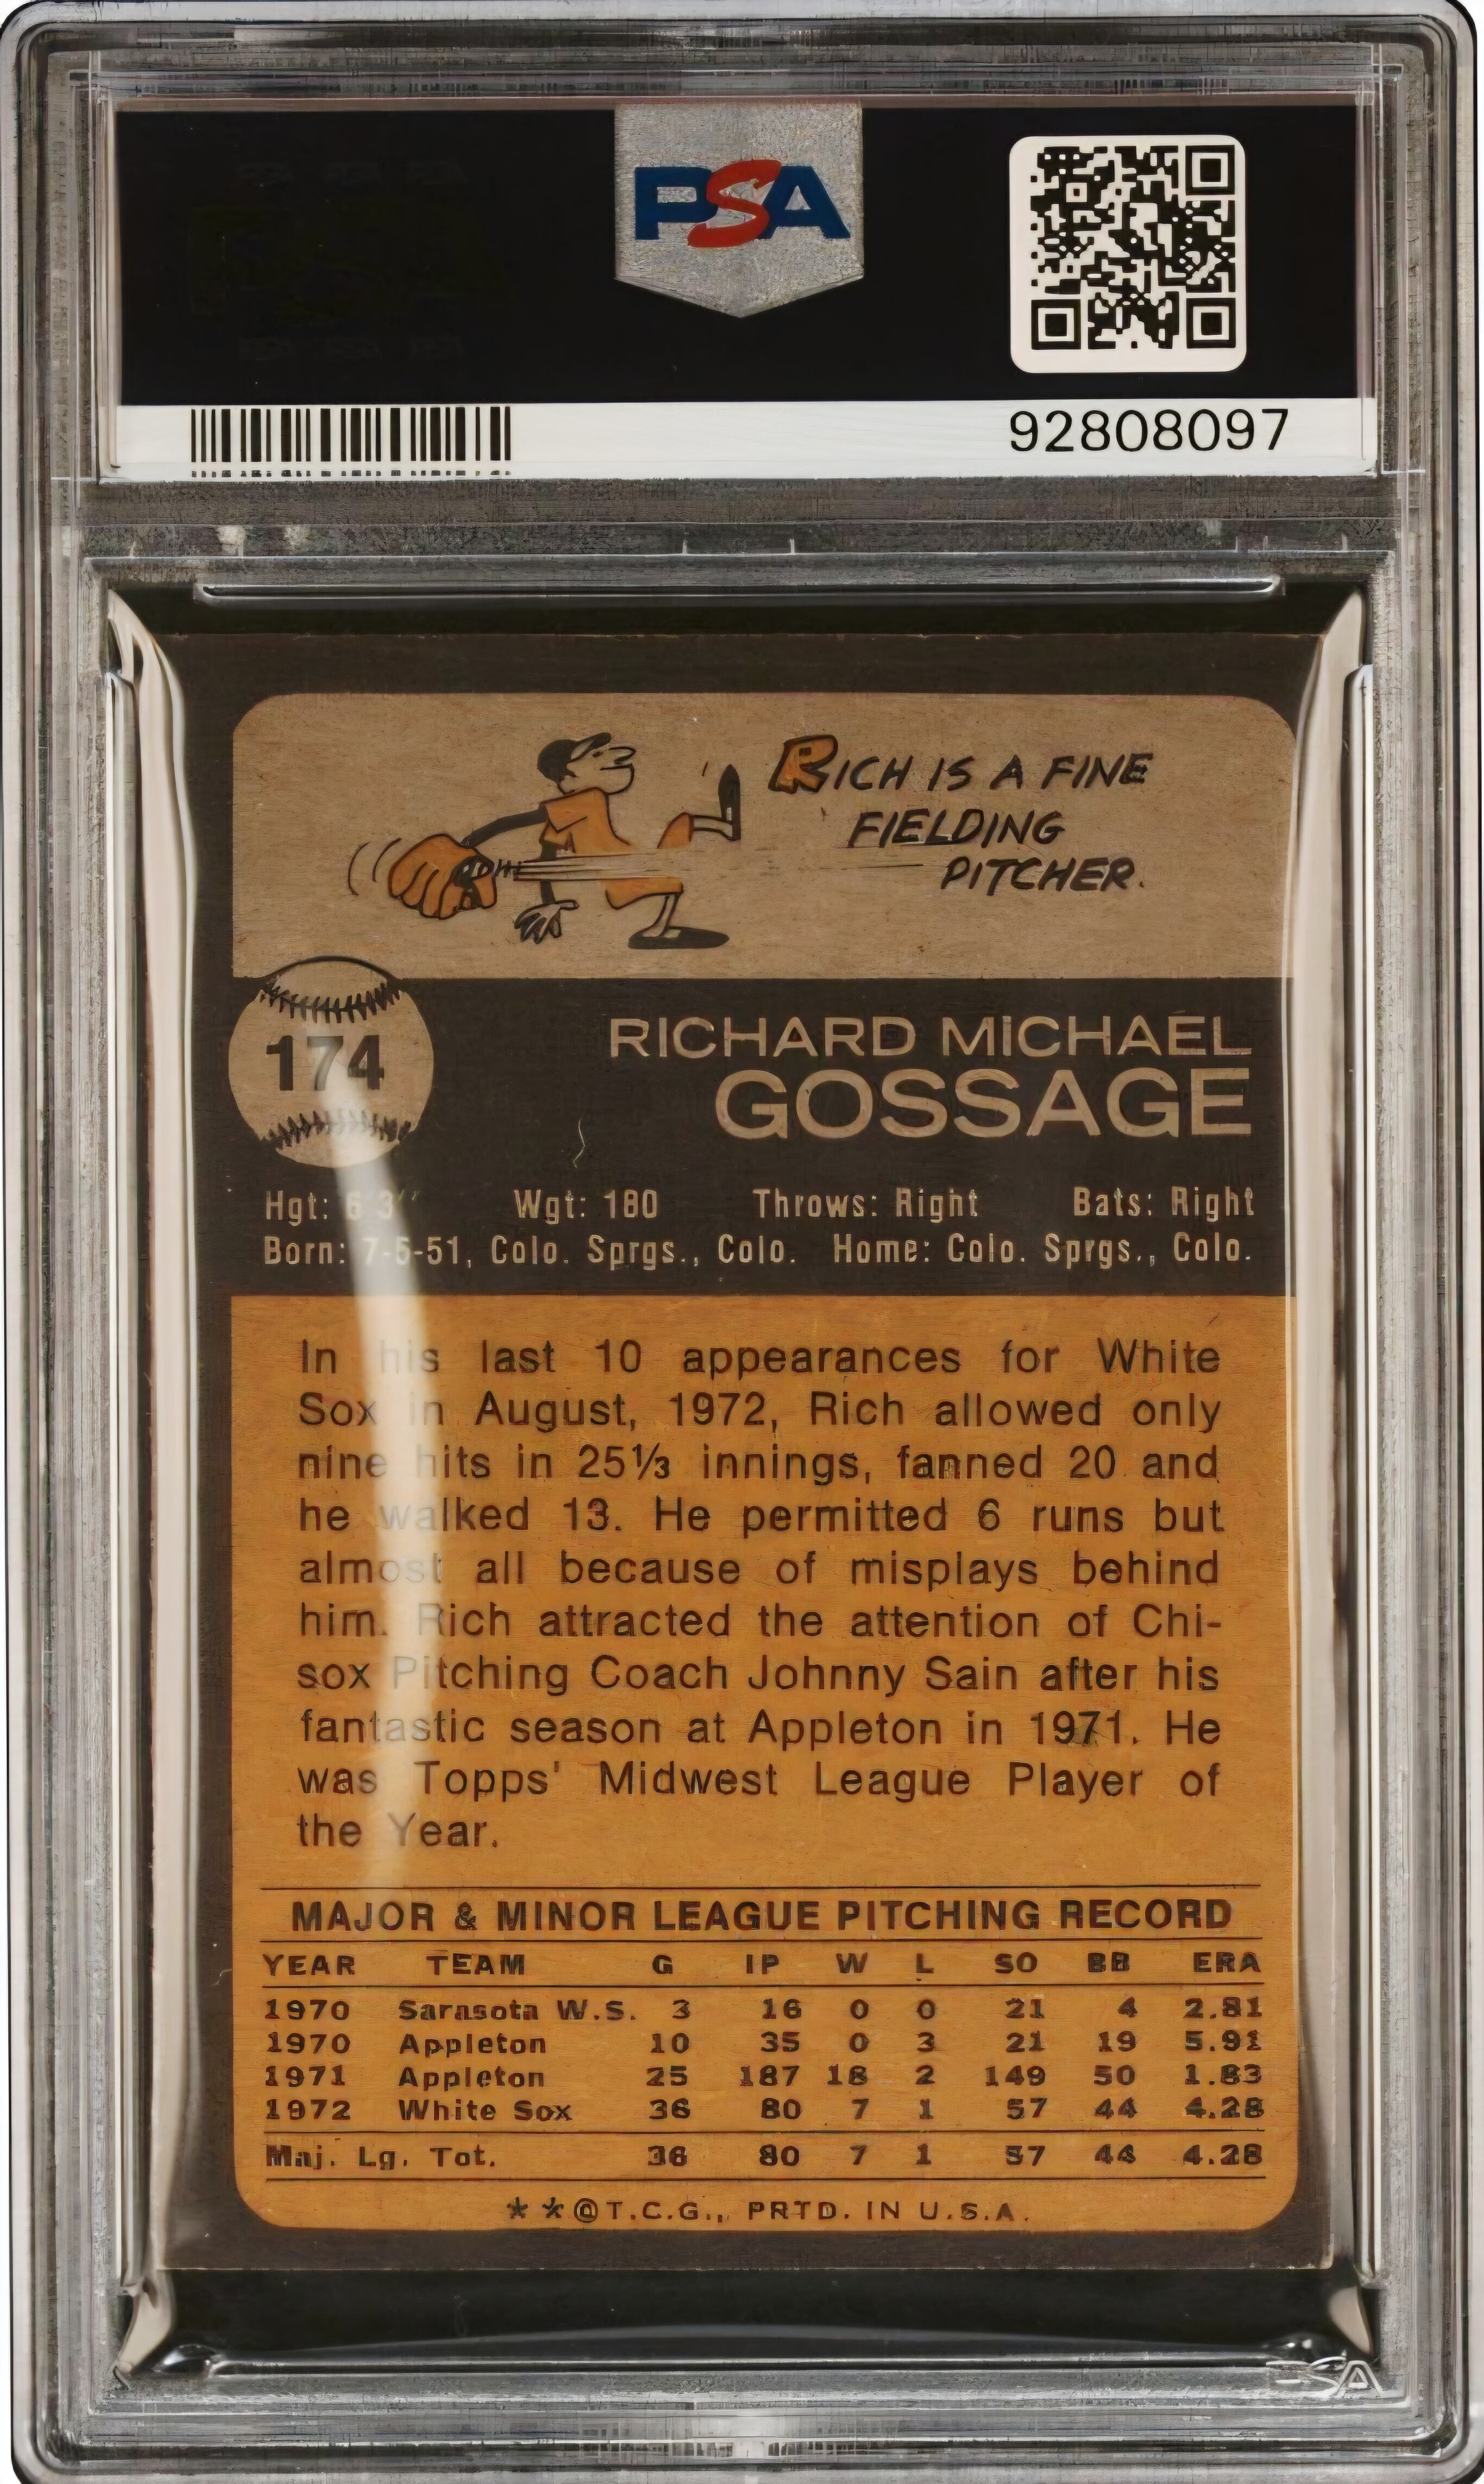 PSA
92808097
RICH IS A FINE
FIELDING
PITCHER.
174
RICHARD MICHAEL
GOSSAGE
Hgt: 6'3" Wgt: 180 Throws: Right Bats: Right
Born: 7-5-51, Colo. Sprgs., Colo. Home: Colo. Sprgs., Colo.
In his last 10 appearances for White
Sox in August, 1972, Rich allowed only
nine hits in 25⅓ innings, fanned 20 and
he walked 13. He permitted 6 runs but
almost all because of misplays behind
him. Rich attracted the attention of Chi-
sox Pitching Coach Johnny Sain after his
fantastic season at Appleton in 1971. He
was Topps' Midwest League Player of
the Year.
MAJOR & MINOR LEAGUE PITCHING RECORD
YEAR TEAM G IP W L SO BB ERA
1970 Sarasota W.S. 3 16 0 0 21 4 2.81
1970 Appleton 10 35 0 3 21 19 5.91
1971 Appleton 25 187 18 2 149 50 1.83
1972 White Sox 36 80 7 1 57 44 4.28
Maj. Lg. Tot. 36 80 7 1 57 44 4.28
* *@T.C.G., PRTD. IN U.S.A.
PSA